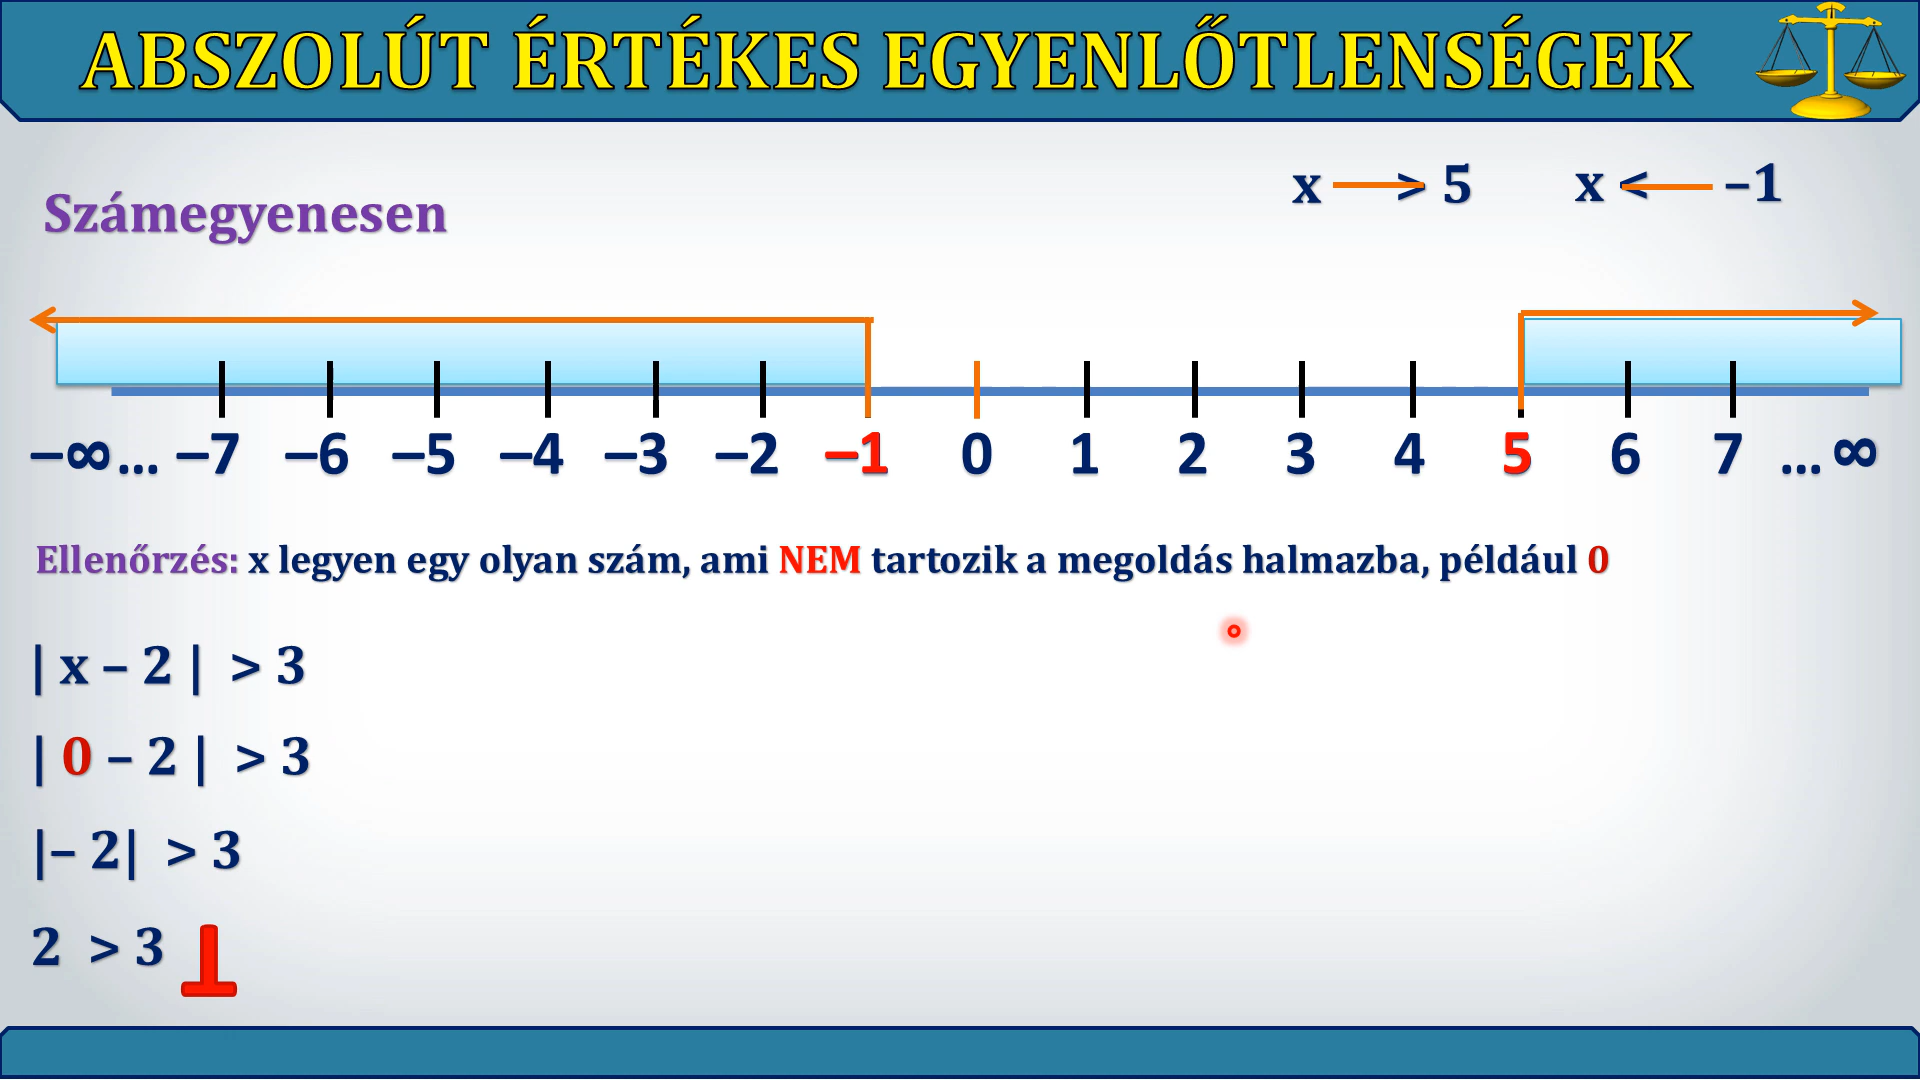 ABSZOLÚT ÉRTÉKES EGYENLŐTLENSÉGEK
x > 5 x < –1
Számegyenesen
–∞ ... –7 –6 –5 –4 –3 –2 –1 0 1 2 3 4 5 6 7 ... ∞
Ellenőrzés: x legyen egy olyan szám, ami NEM tartozik a megoldás halmazba, például 0
| x – 2 | > 3
| 0 – 2 | > 3
|– 2| > 3
2 > 3 ⊥